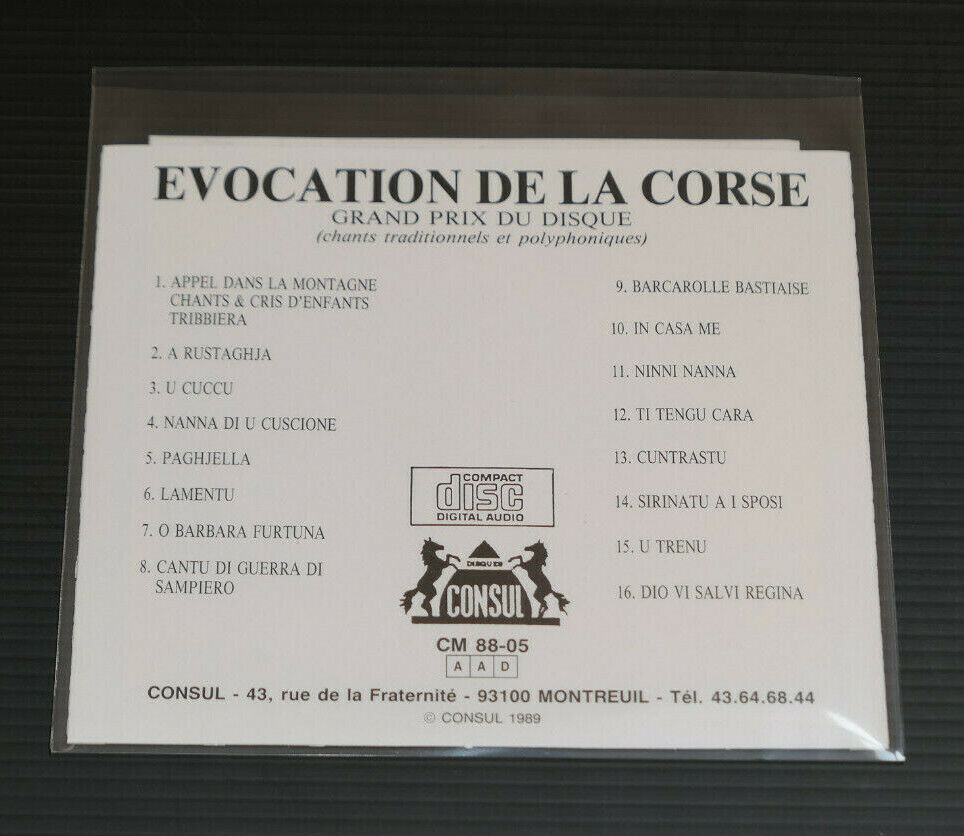 EVOCATION DE LA CORSE
GRAND PRIX DU DISQUE
(chants traditionnels et polyphoniques)
1. APPEL DANS LA MONTAGNE
CHANTS & CRIS D'ENFANTS
TRIBBIERA
2. A RUSTAGHJA
3. U CUCCU
4. NANNA DI U CUSCIONE
5. PAGHJELLA
6. LAMENTU
7. O BARBARA FURTUNA
8. CANTU DI GUERRA DI
SAMPIERO
9. BARCAROLLE BASTIAISE
10. IN CASA ME
11. NINNI NANNA
12. TI TENGU CARA
13. CUNTRASTU
14. SIRINATU A I SPOSI
15. U TRENU
16. DIO VI SALVI REGINA
COMPACT
disc
DIGITAL AUDIO
DISQUES
CONSUL
CM 88-05
A A D
CONSUL - 43, rue de la Fraternité - 93100 MONTREUIL - Tél. 43.64.68.44
© CONSUL 1989